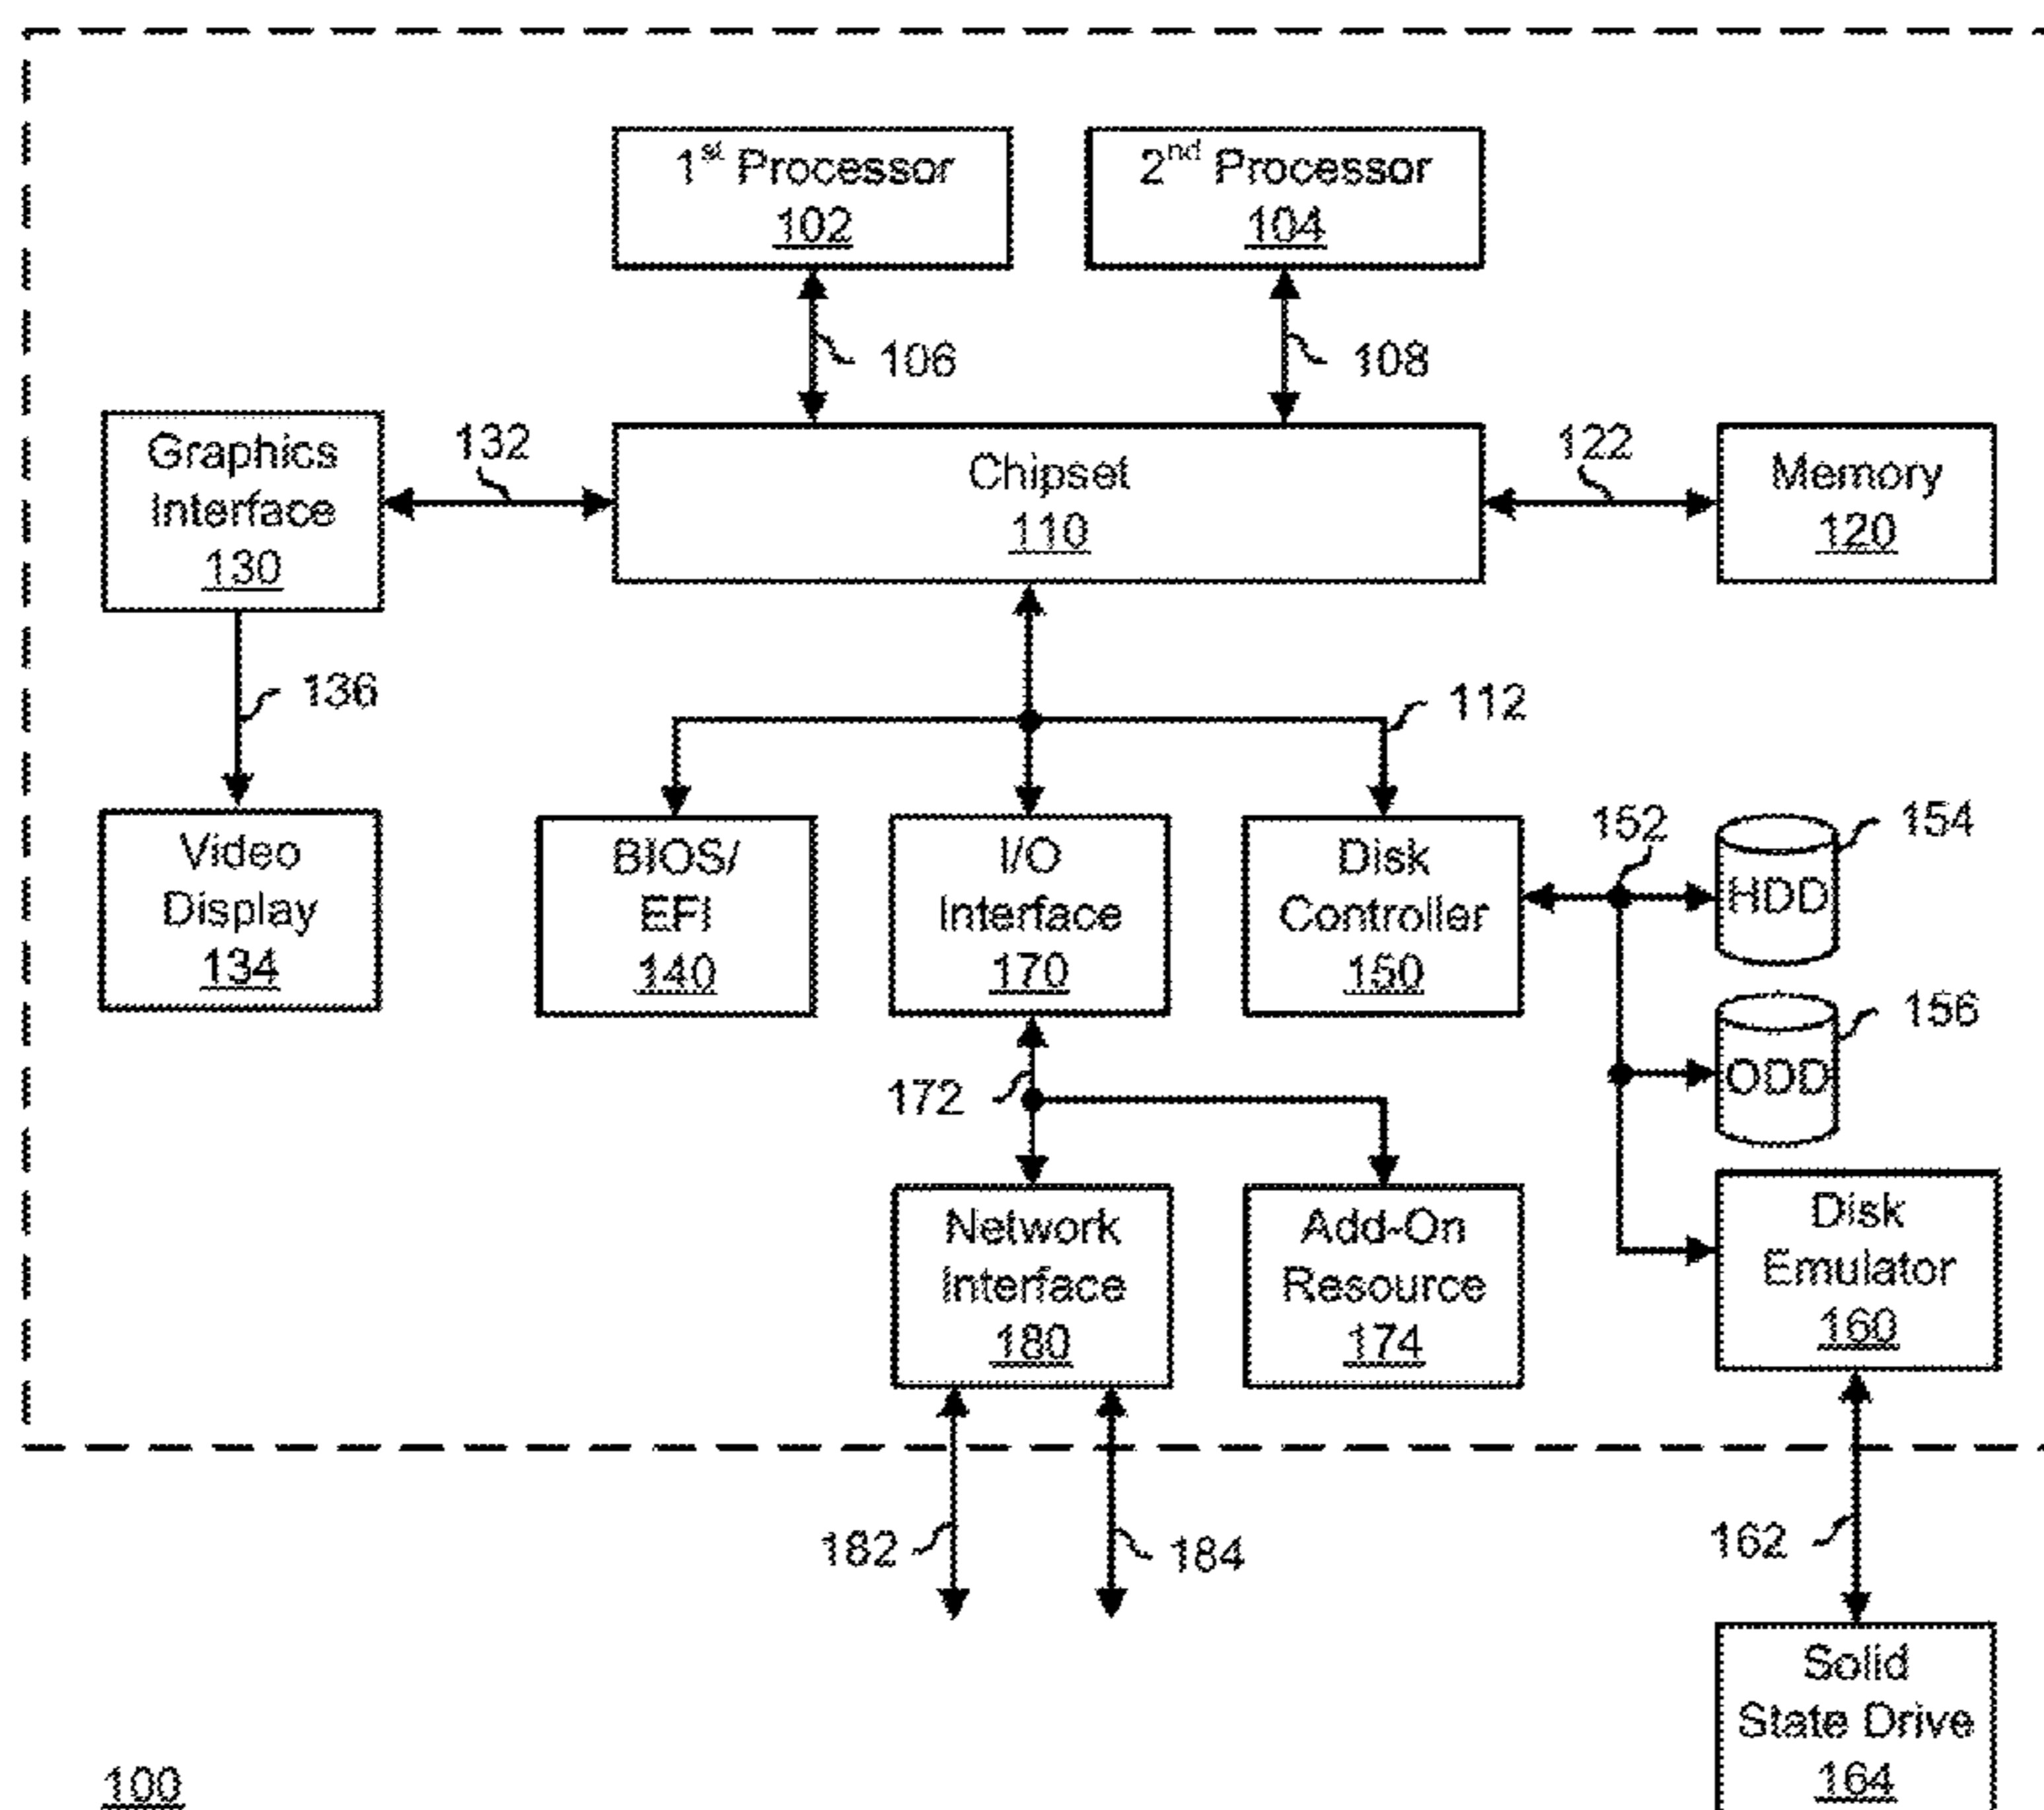 1st Processor
102
2nd Processor
104
106
108
Graphics
Interface
130
132
Chipset
110
122
Memory
120
136
112
Video
Display
134
BIOS/
EFI
140
I/O
Interface
170
Disk
Controller
150
152
HDD
154
ODD
156
172
Network
Interface
180
Add-On
Resource
174
Disk
Emulator
160
182
184
162
Solid
State Drive
164
100